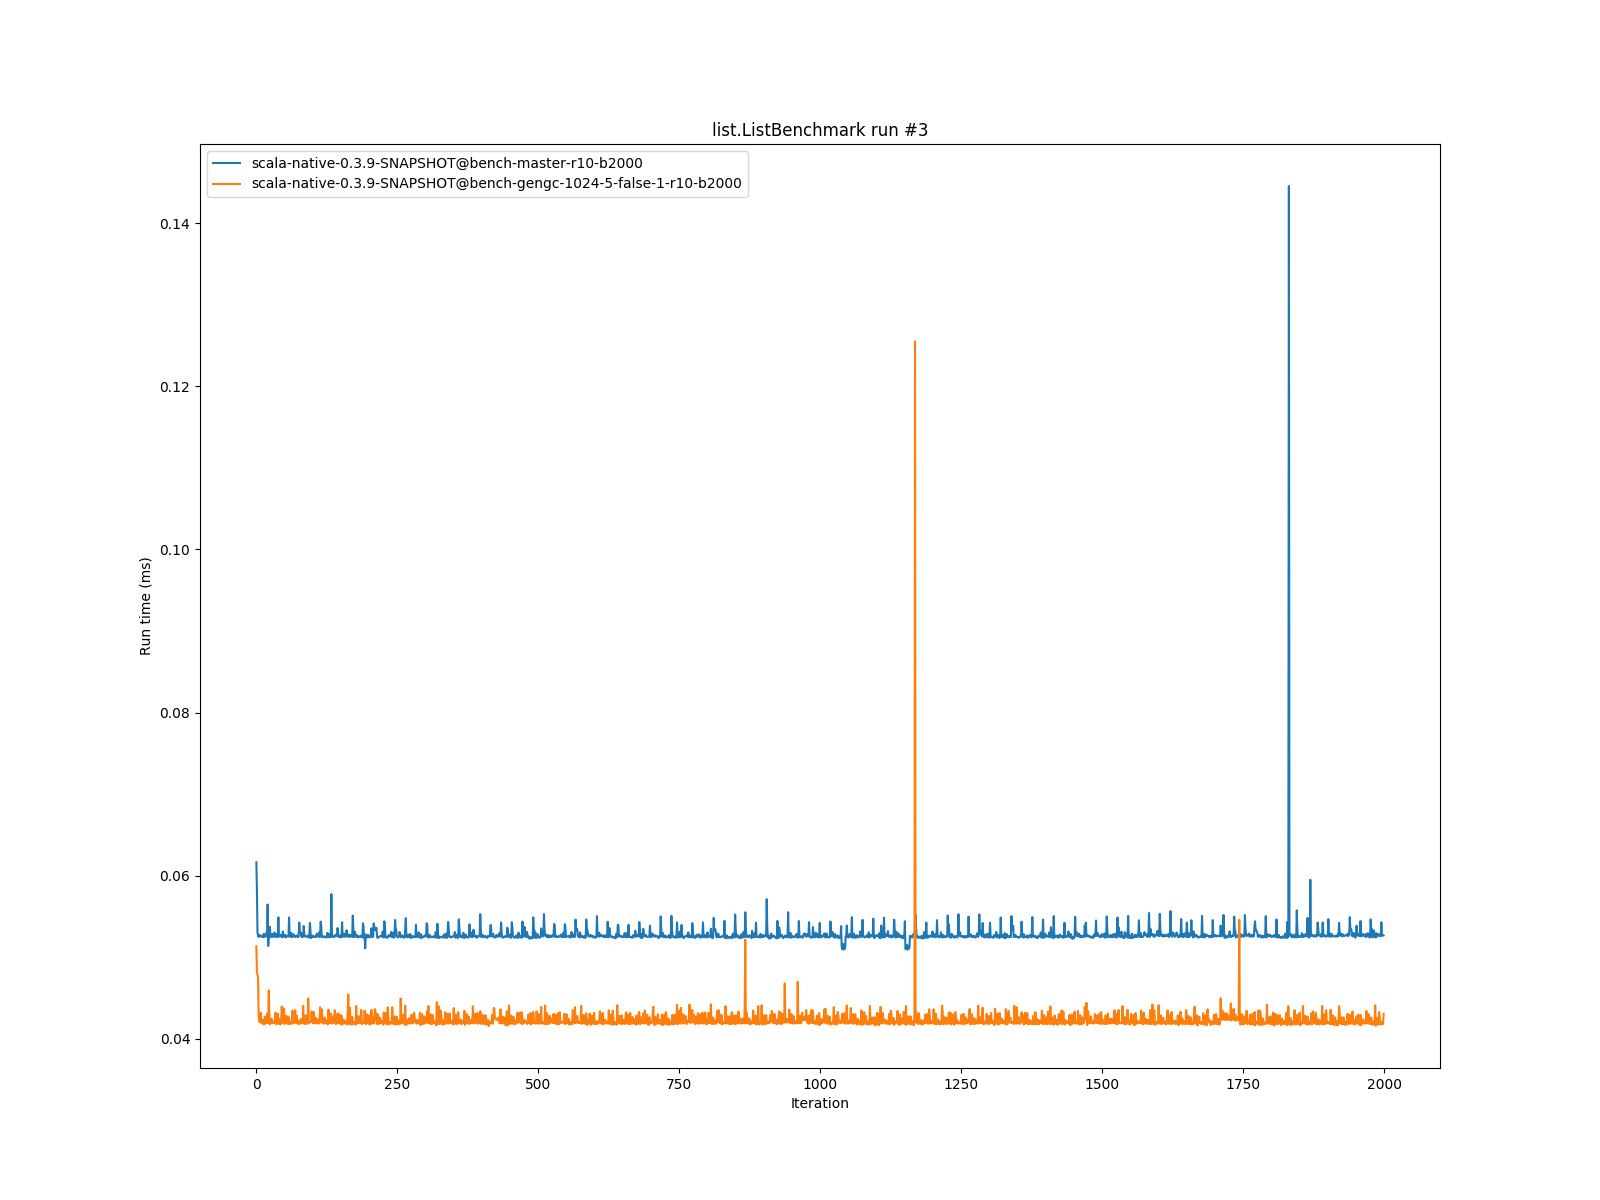 list.ListBenchmark run #3
scala-native-0.3.9-SNAPSHOT@bench-master-r10-b2000
scala-native-0.3.9-SNAPSHOT@bench-gengc-1024-5-false-1-r10-b2000
0.14
0.12
0.10
0.08
0.06
0.04
Run time (ms)
0 250 500 750 1000 1250 1500 1750 2000
Iteration